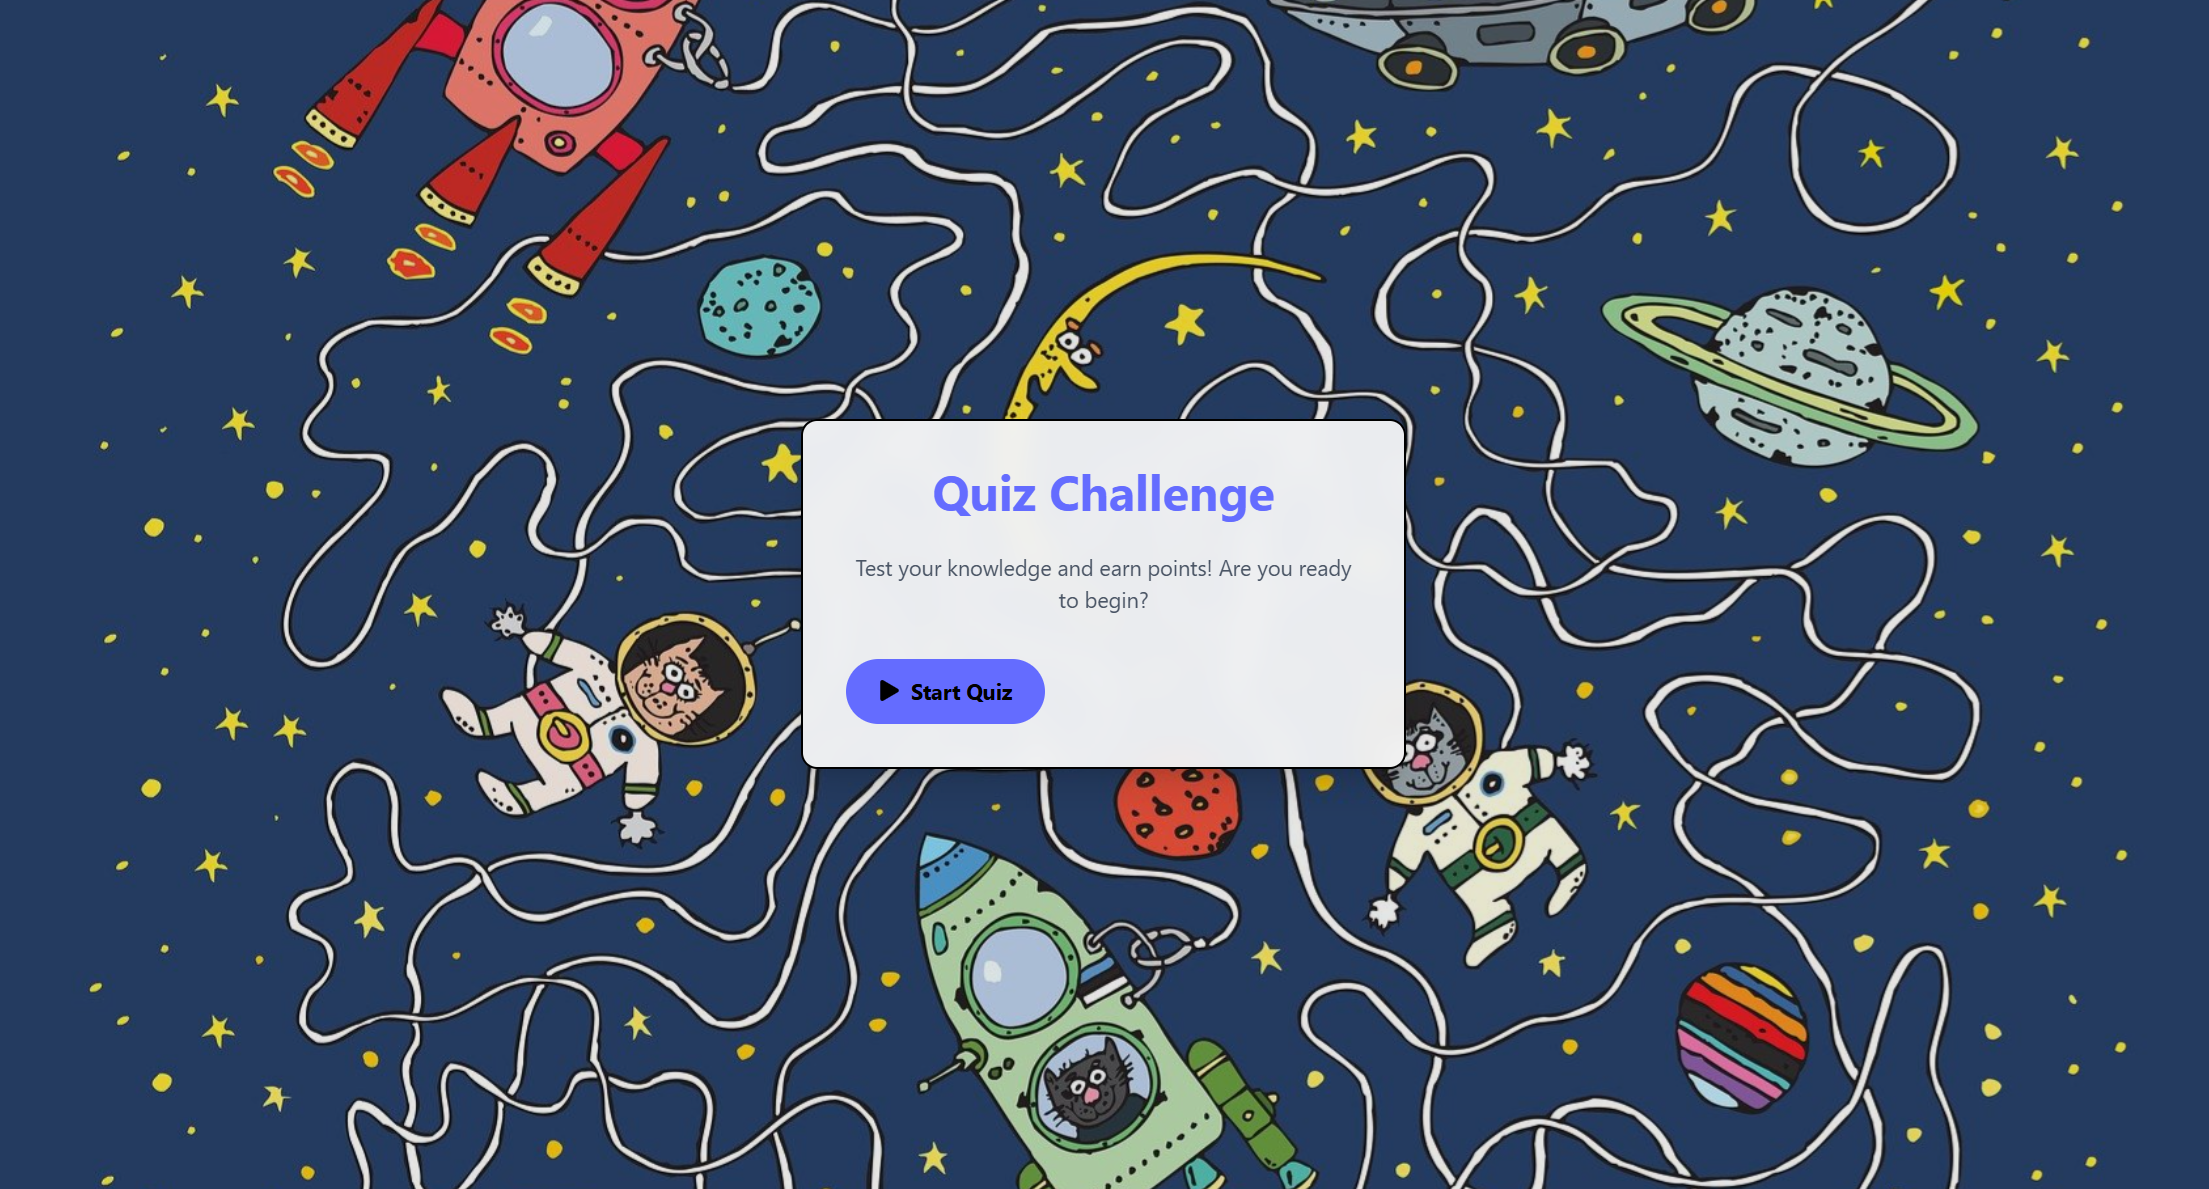 Quiz Challenge
Test your knowledge and earn points! Are you ready
to begin?
Start Quiz